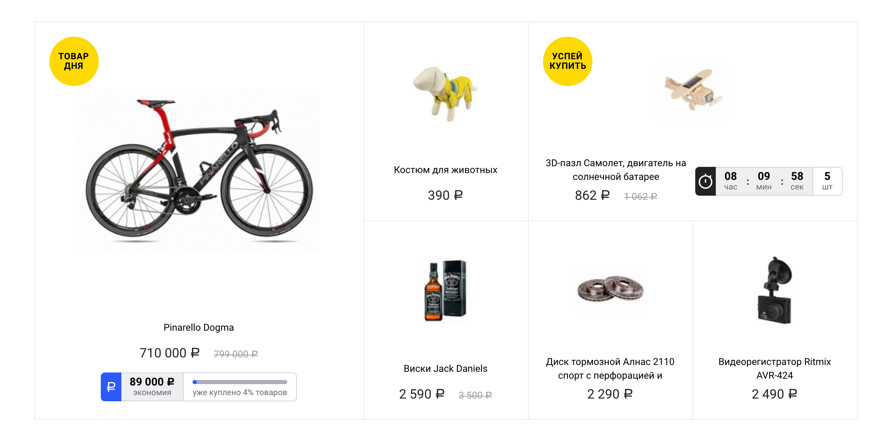 ТОВАР
ДНЯ
PINARELLO
Pinarello Dogma
710 000 ₽ 799 000 ₽
89 000 ₽
экономия
уже куплено 4% товаров
Костюм для животных
390 ₽
УСПЕЙ
КУПИТЬ
3D-пазл Самолет, двигатель на
солнечной батарее
862 ₽ 1 062 ₽
08 : 09 : 58 5
час мин сек шт
Виски Jack Daniels
2 590 ₽ 3 500 ₽
Диск тормозной Алнас 2110
спорт с перфорацией и
2 290 ₽
Видеорегистратор Ritmix
AVR-424
2 490 ₽